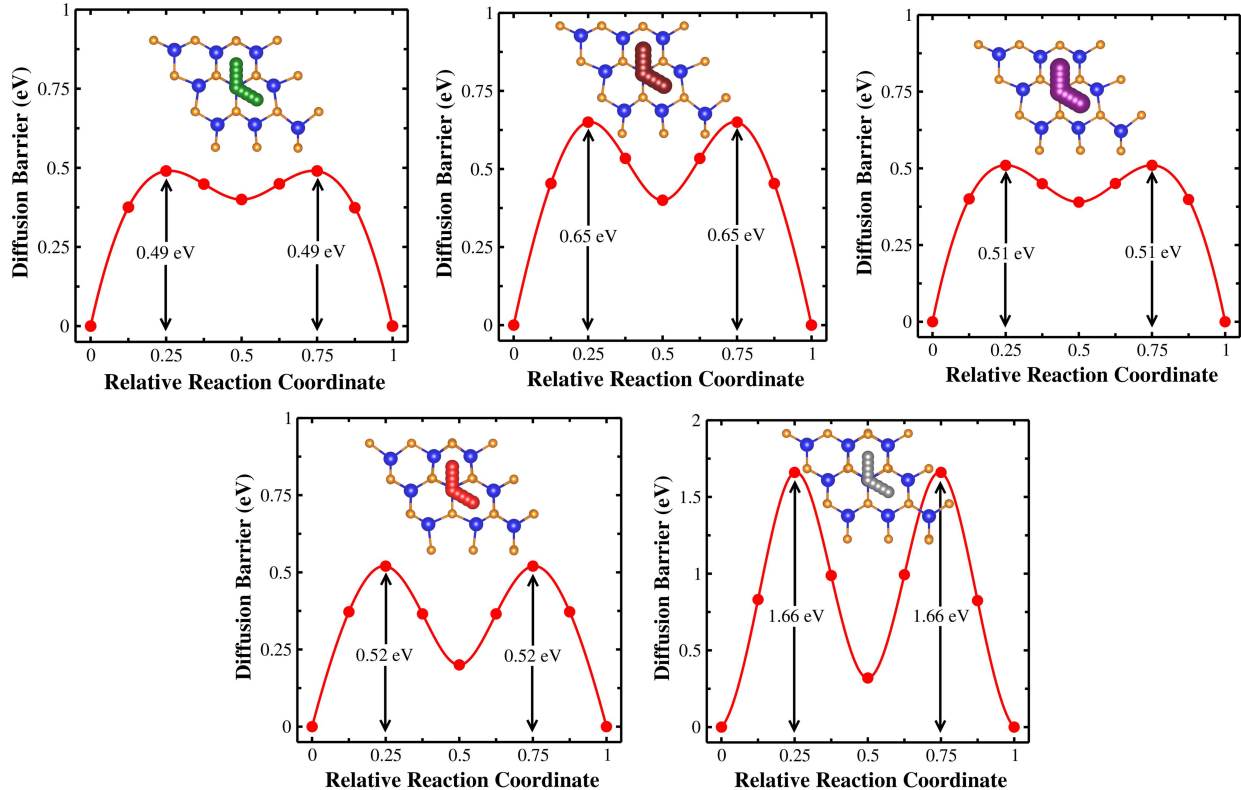 1
0.75
0.5
0.25
0
Diffusion Barrier (eV)
0.49 eV
0.49 eV
0 0.25 0.5 0.75 1
Relative Reaction Coordinate
1
0.75
0.5
0.25
0
Diffusion Barrier (eV)
0.65 eV
0.65 eV
0 0.25 0.5 0.75 1
Relative Reaction Coordinate
1
0.75
0.5
0.25
0
Diffusion Barrier (eV)
0.51 eV
0.51 eV
0 0.25 0.5 0.75 1
Relative Reaction Coordinate
1
0.75
0.5
0.25
0
Diffusion Barrier (eV)
0.52 eV
0.52 eV
0 0.25 0.5 0.75 1
Relative Reaction Coordinate
2
1.5
1
0.5
0
Diffusion Barrier (eV)
1.66 eV
1.66 eV
0 0.25 0.5 0.75 1
Relative Reaction Coordinate